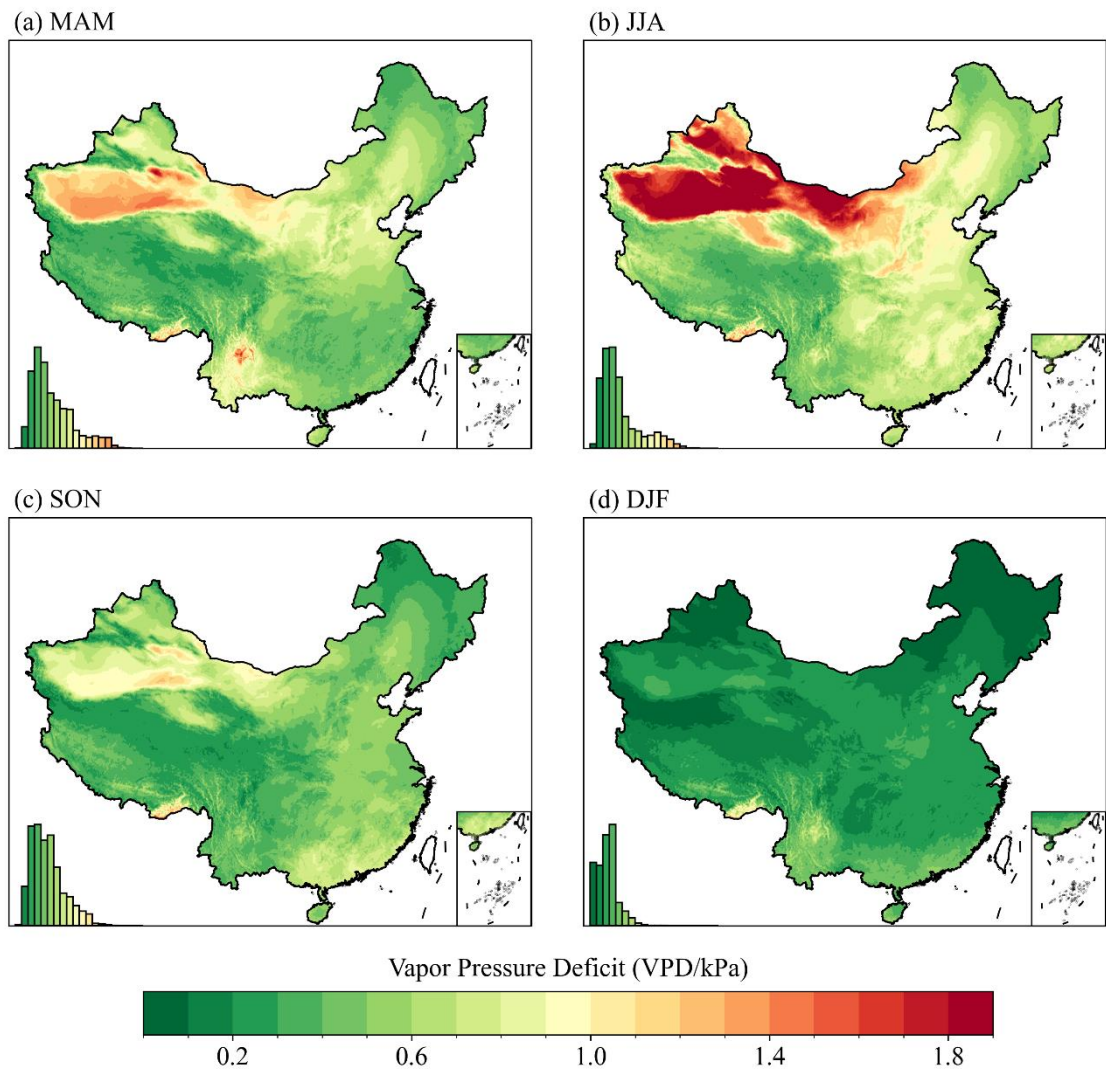 (a) MAM
(b) JJA
(c) SON
(d) DJF
Vapor Pressure Deficit (VPD/kPa)
0.2 0.6 1.0 1.4 1.8